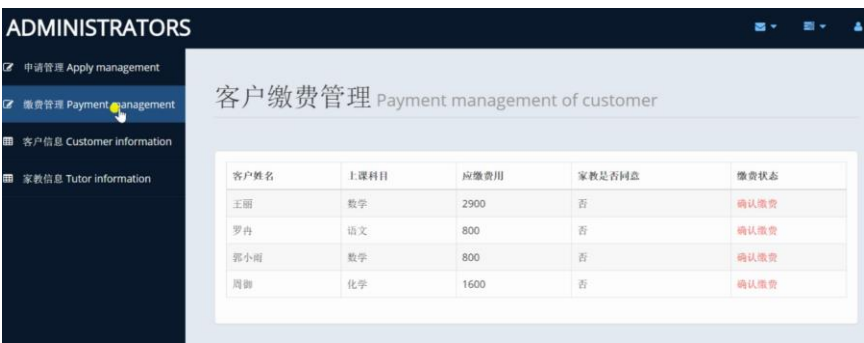 ADMINISTRATORS
申请管理 Apply management
缴费管理 Payment management
客户信息 Customer information
家教信息 Tutor information
客户缴费管理 Payment management of customer
客户姓名 上课科目 应缴费用 家教是否同意 缴费状态
王丽 数学 2900 否 确认缴费
罗冉 语文 800 否 确认缴费
郭小雨 数学 800 否 确认缴费
周御 化学 1600 否 确认缴费